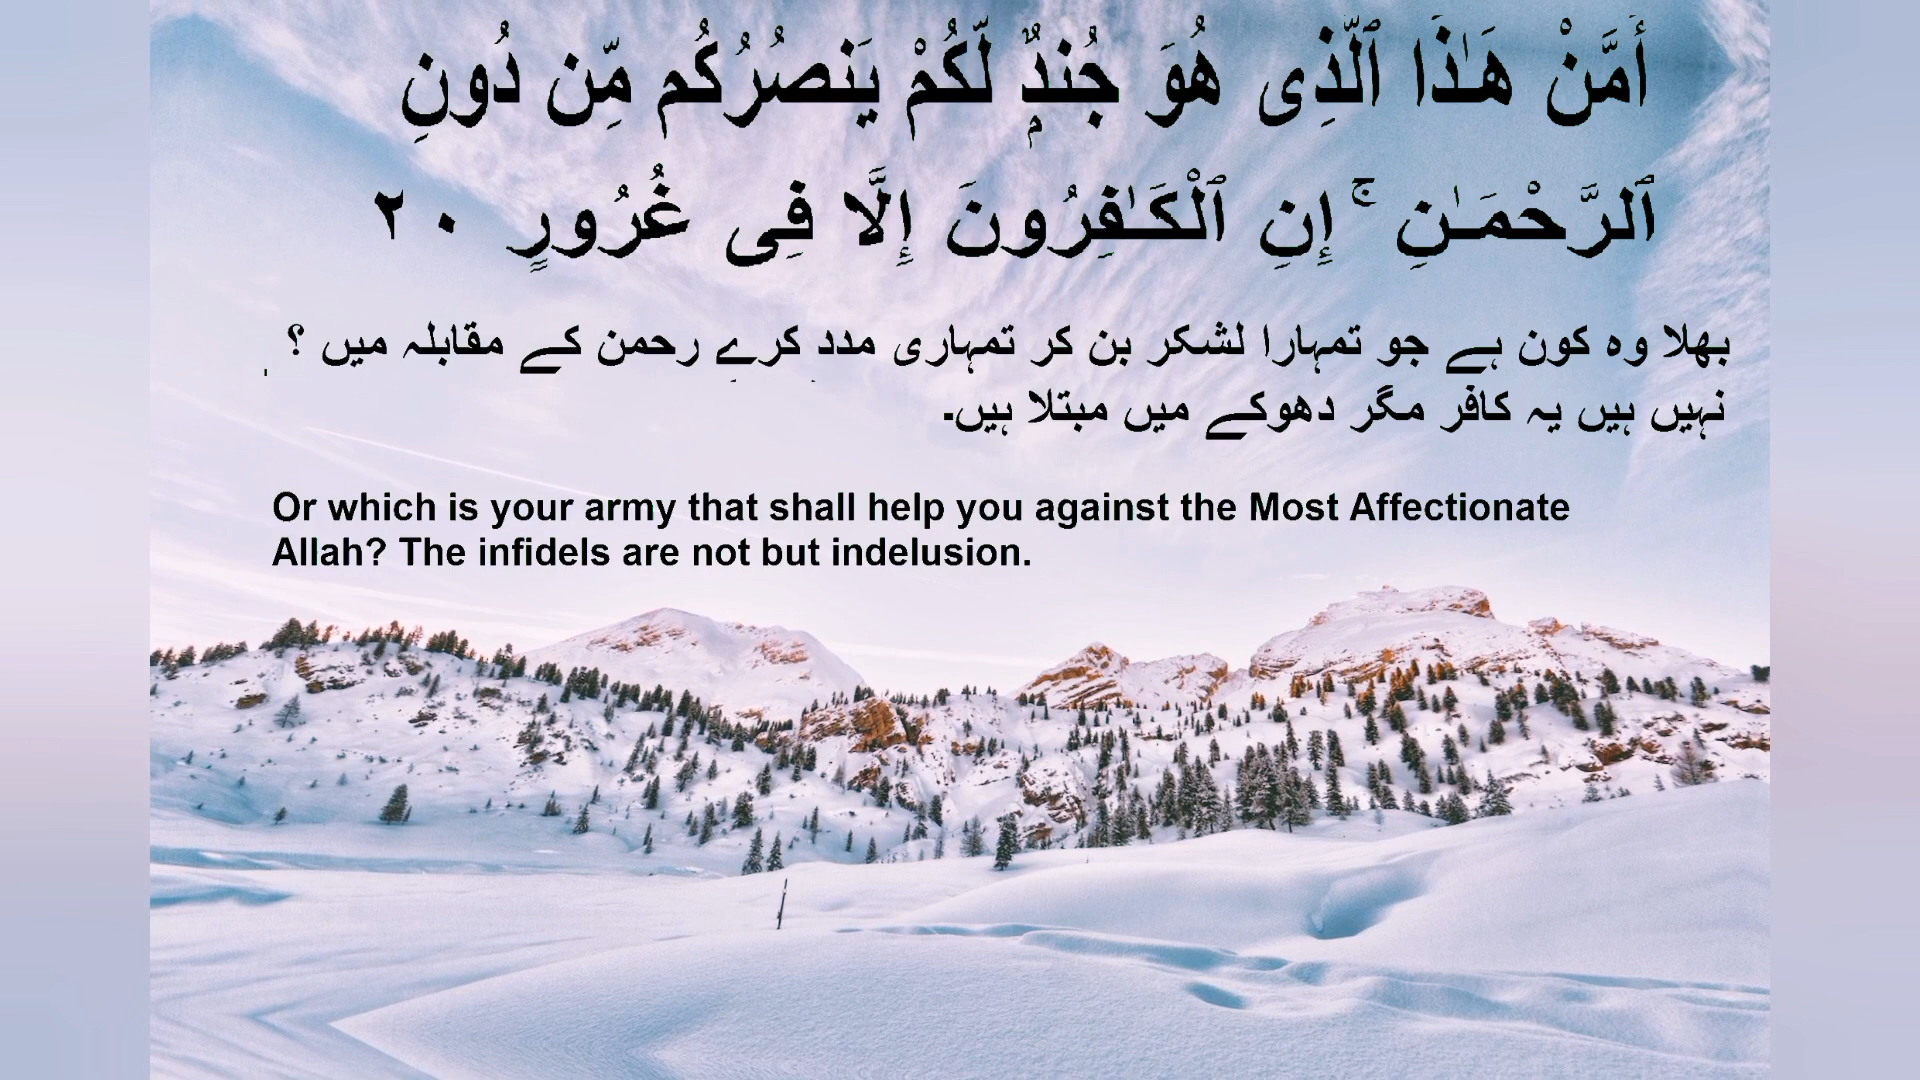 أَمَّنْ هَـٰذَا ٱلَّذِى هُوَ جُندٌۭ لَّكُمْ يَنصُرُكُم مِّن دُونِ
ٱلرَّحْمَـٰنِ ۚ إِنِ ٱلْكَـٰفِرُونَ إِلَّا فِى غُرُورٍ ٢٠
بھلا وہ کون ہے جو تمہارا لشکر بن کر تمہاری مدد کرے رحمن کے مقابلہ میں ؟
نہیں ہیں یہ کافر مگر دھوکے میں مبتلا ہیں۔
Or which is your army that shall help you against the Most Affectionate
Allah? The infidels are not but indelusion.